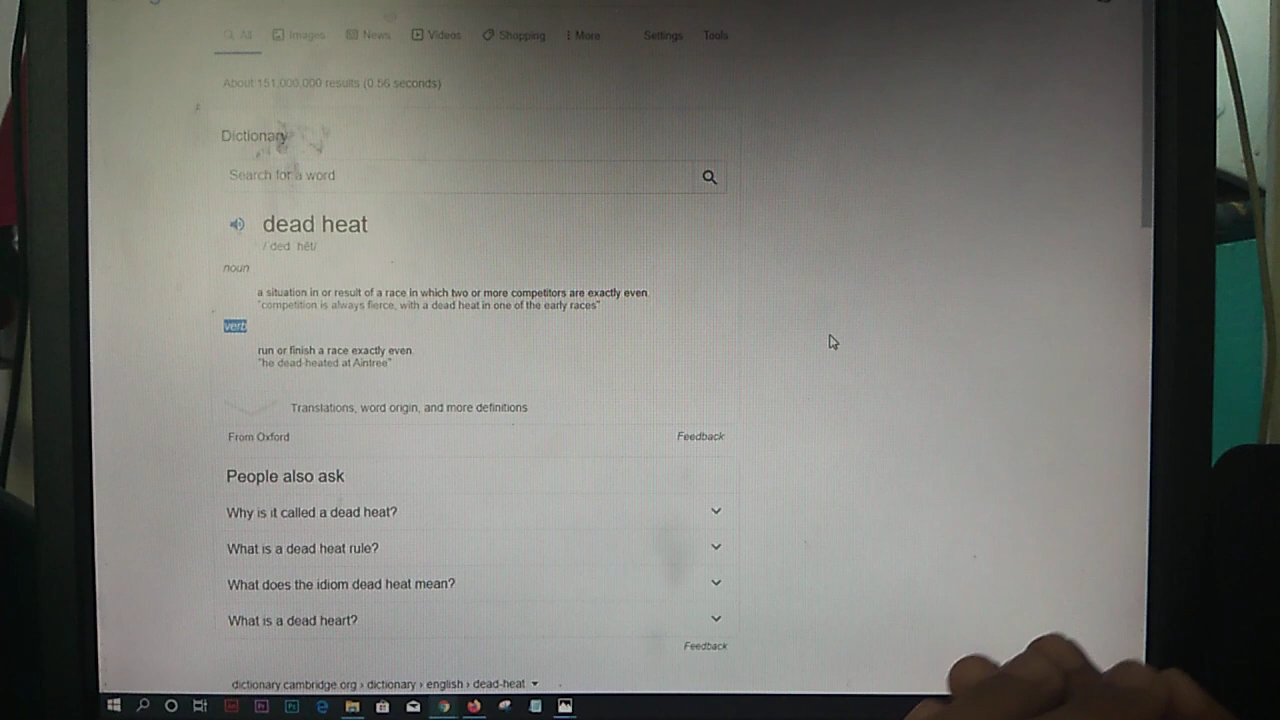 All Images News Videos Shopping More Settings Tools
About 151,000,000 results (0.56 seconds)
Dictionary
Search for a word
dead heat
/ˈded ˈhēt/
noun
a situation in or result of a race in which two or more competitors are exactly even.
"competition is always fierce, with a dead heat in one of the early races"
verb
run or finish a race exactly even.
"he dead-heated at Aintree"
Translations, word origin, and more definitions
From Oxford Feedback
People also ask
Why is it called a dead heat?
What is a dead heat rule?
What does the idiom dead heat mean?
What is a dead heart?
Feedback
dictionary.cambridge.org › dictionary › english › dead-heat